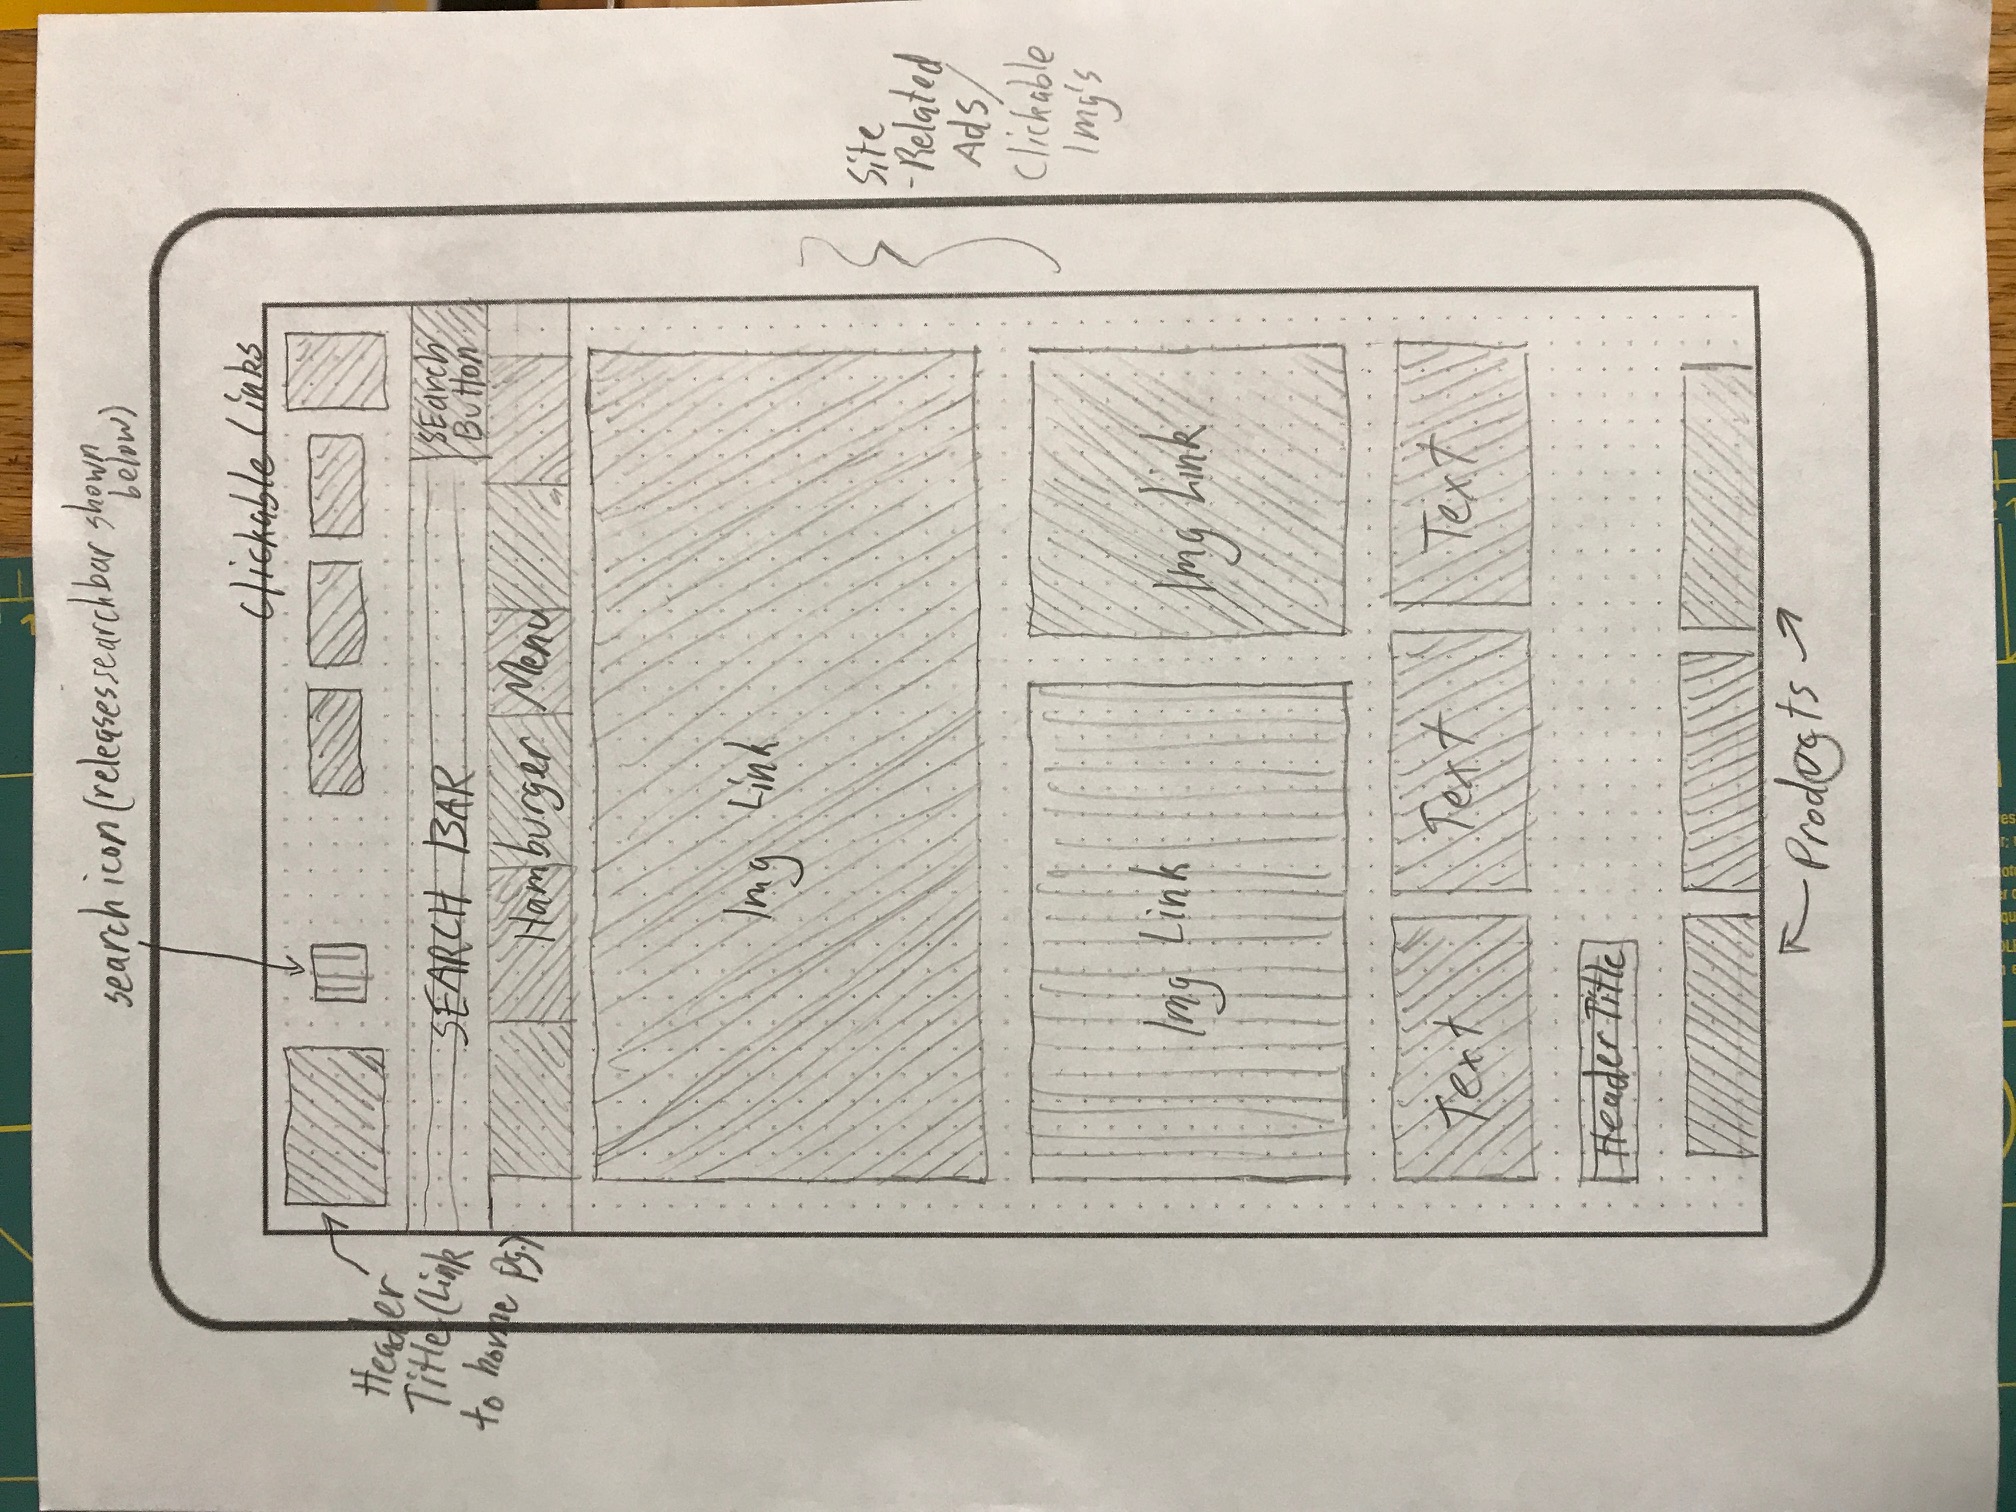 search icon (releases search bar shown
below)
Clickable Links
Header
Title (Link
to home pg.)
SEARCH BAR
SEarch
Button
Hamburger Menu
Img Link
Site
-Related
Ads/
Clickable
Img's
Img Link
Img Link
Text
Text
Text
Header Title
Products